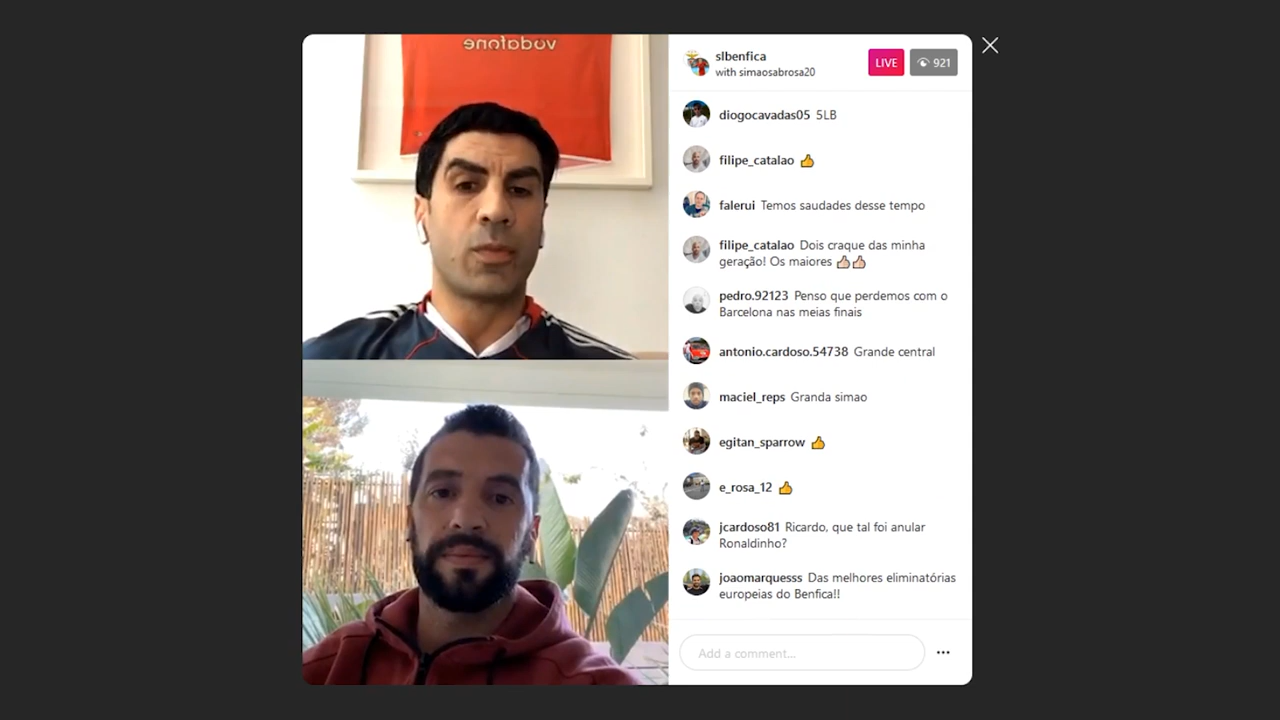 vodafone
slbenfica
with simaosabrosa20
LIVE
921
diogocavadas05 5LB
filipe_catalao 👍
falerui Temos saudades desse tempo
filipe_catalao Dois craque das minha
geração! Os maiores 👍🏻👍🏻
pedro.92123 Penso que perdemos com o
Barcelona nas meias finais
antonio.cardoso.54738 Grande central
maciel_reps Granda simao
egitan_sparrow 👍
e_rosa_12 👍
jcardoso81 Ricardo, que tal foi anular
Ronaldinho?
joaomarquesss Das melhores eliminatórias
europeias do Benfica!!
Add a comment...